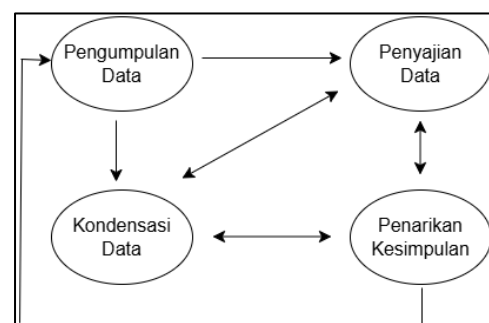 Pengumpulan
Data
Penyajian
Data
Kondensasi
Data
Penarikan
Kesimpulan